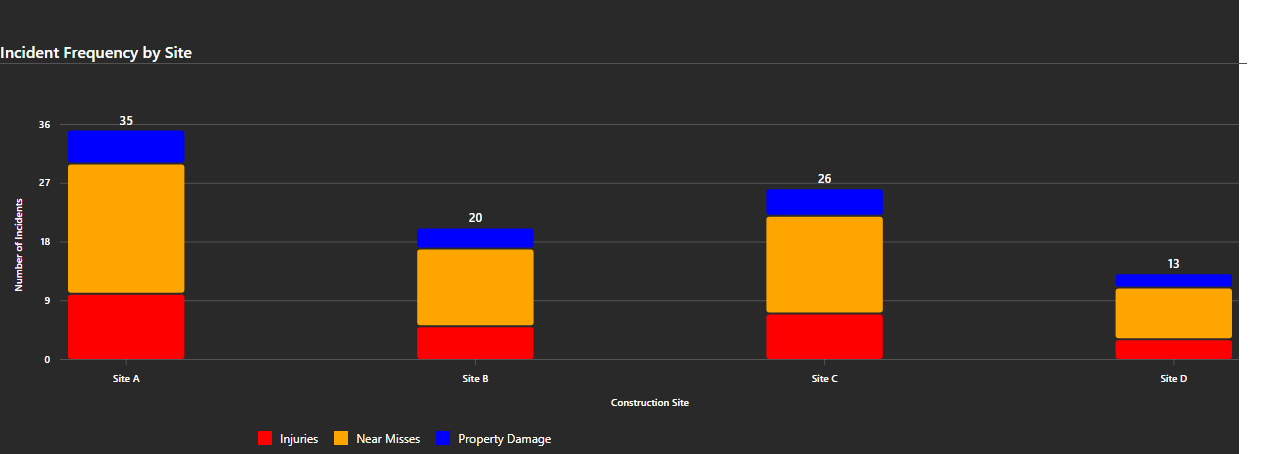 Incident Frequency by Site
35
36
26
27
20
18
13
9
0
Number of Incidents
Site A Site B Site C Site D
Construction Site
Injuries Near Misses Property Damage